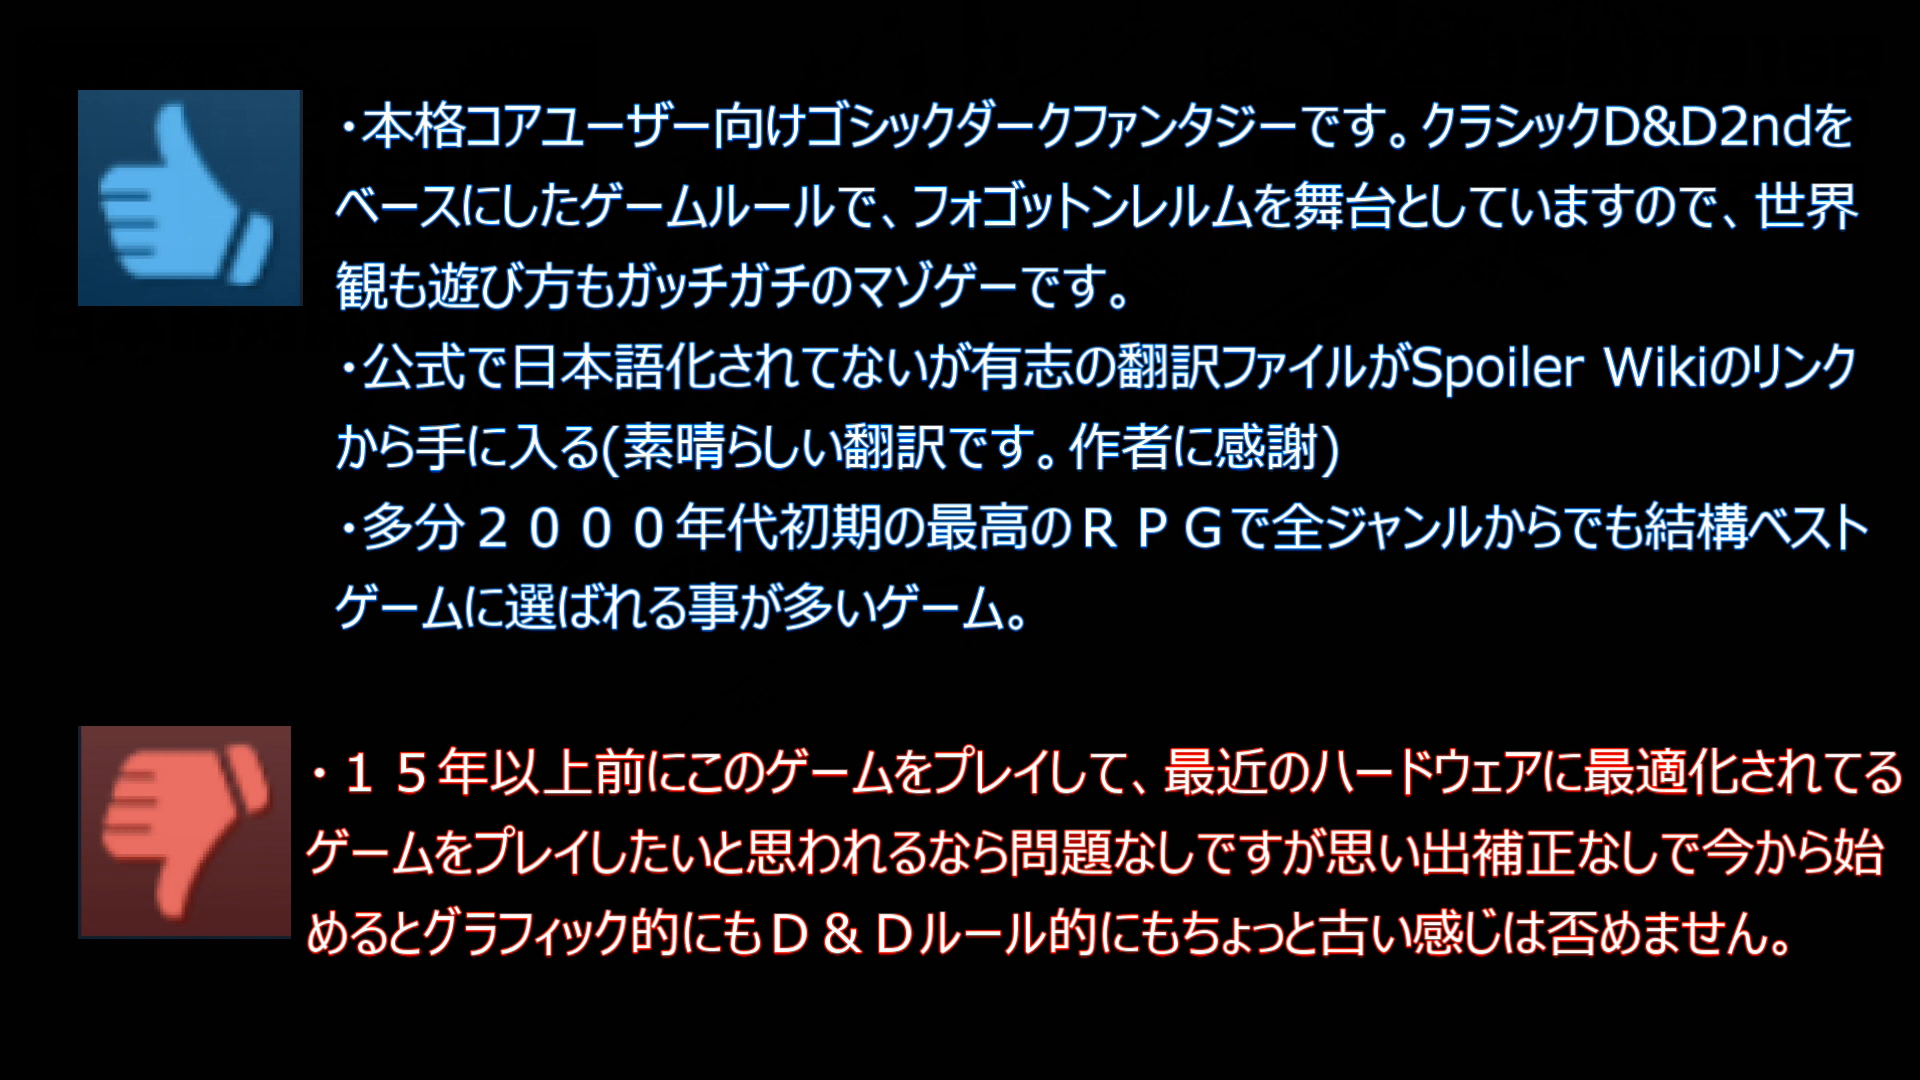 ・本格コアユーザー向けゴシックダークファンタジーです。クラシックD&D2ndを
ベースにしたゲームルールで、フォゴットンレルムを舞台としていますので、世界
観も遊び方もガッチガチのマゾゲーです。
・公式で日本語化されてないが有志の翻訳ファイルがSpoiler Wikiのリンク
から手に入る(素晴らしい翻訳です。作者に感謝)
・多分２０００年代初期の最高のＲＰＧで全ジャンルからでも結構ベスト
ゲームに選ばれる事が多いゲーム。
・１５年以上前にこのゲームをプレイして、最近のハードウェアに最適化されてる
ゲームをプレイしたいと思われるなら問題なしですが思い出補正なしで今から始
めるとグラフィック的にもＤ＆Ｄルール的にもちょっと古い感じは否めません。